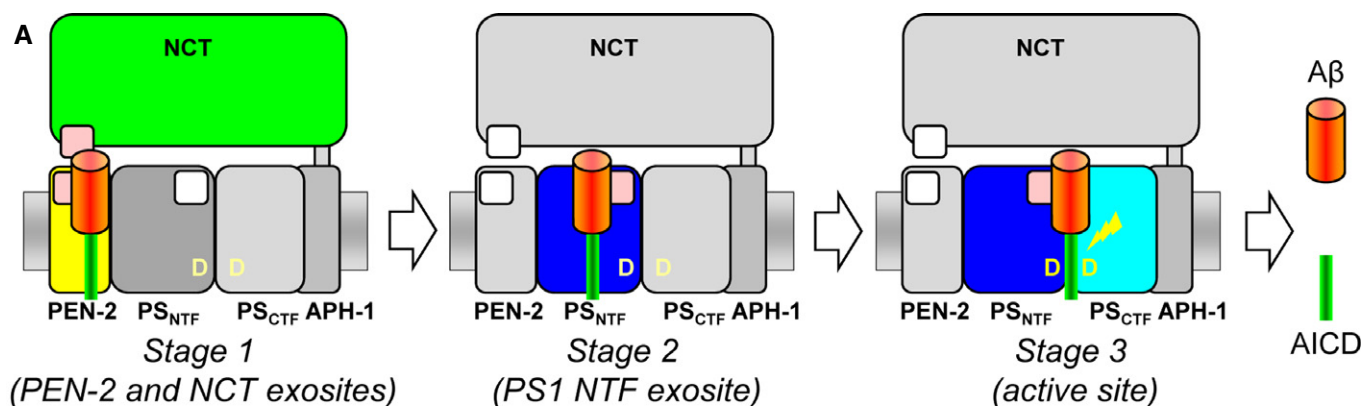 A
NCT
NCT
NCT
Aβ
D D
D D
D D
PEN-2 PSNTF PSCTF APH-1
PEN-2 PSNTF PSCTF APH-1
PEN-2 PSNTF PSCTF APH-1
Stage 1
(PEN-2 and NCT exosites)
Stage 2
(PS1 NTF exosite)
Stage 3
(active site)
AICD